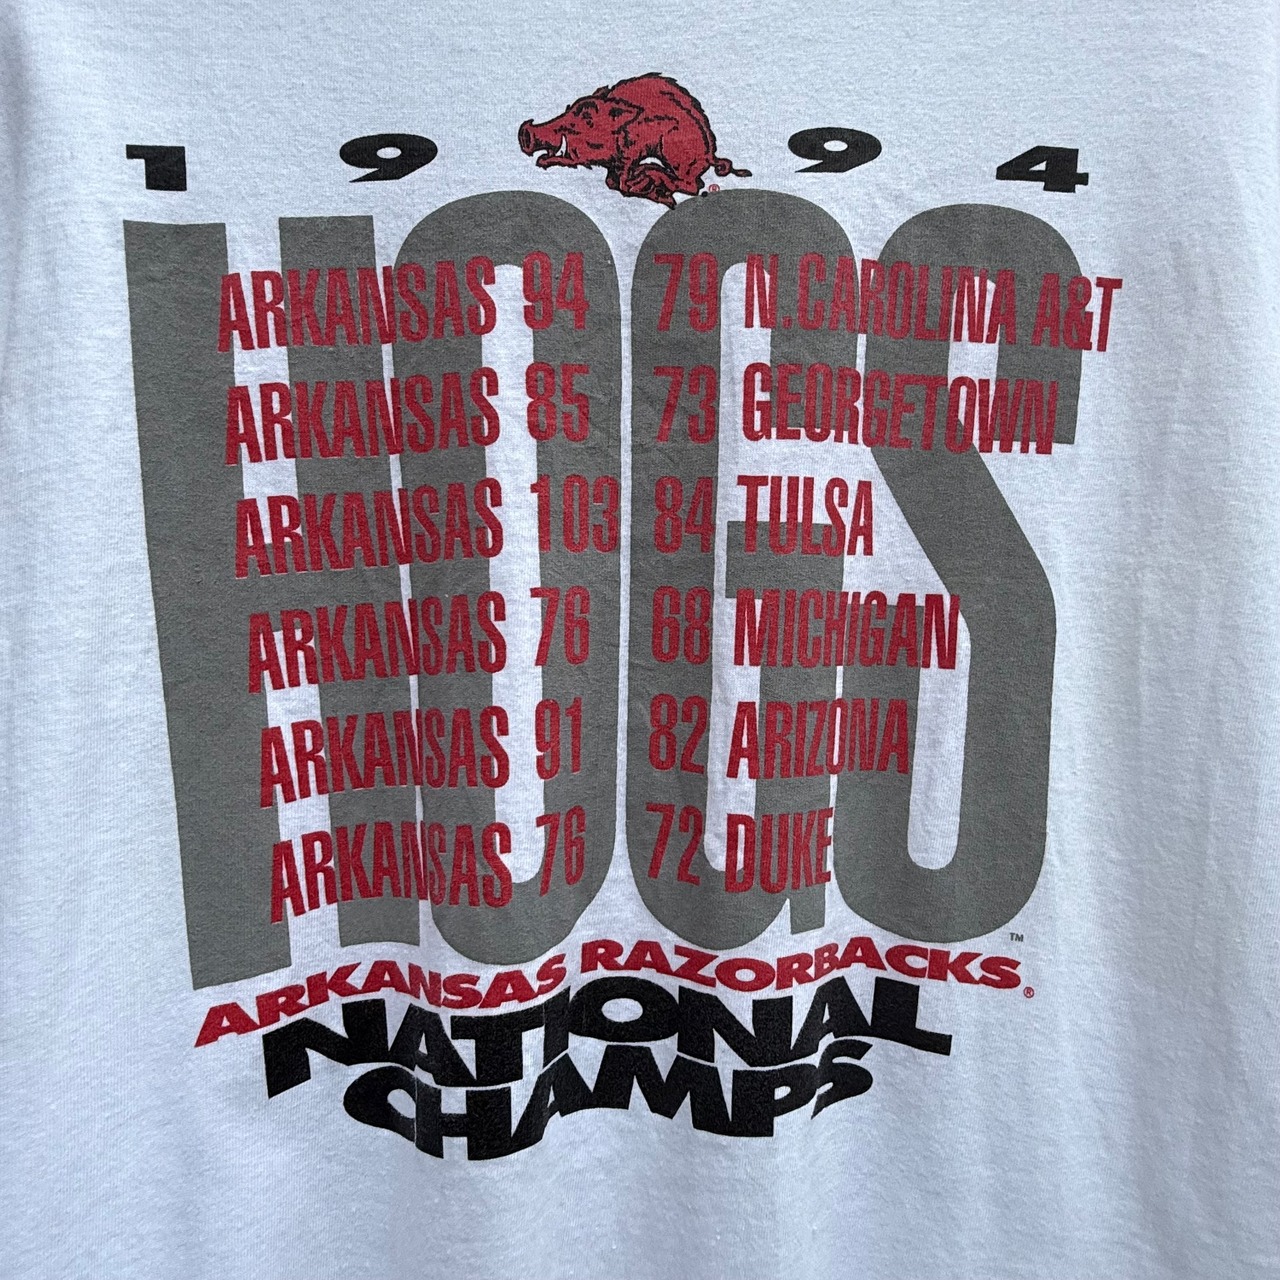 1994
HOGS
ARKANSAS 94 79 N.CAROLINA A&T
ARKANSAS 85 73 GEORGETOWN
ARKANSAS 103 84 TULSA
ARKANSAS 76 68 MICHIGAN
ARKANSAS 91 82 ARIZONA
ARKANSAS 76 72 DUKE
™
ARKANSAS RAZORBACKS®
NATIONAL
CHAMPS